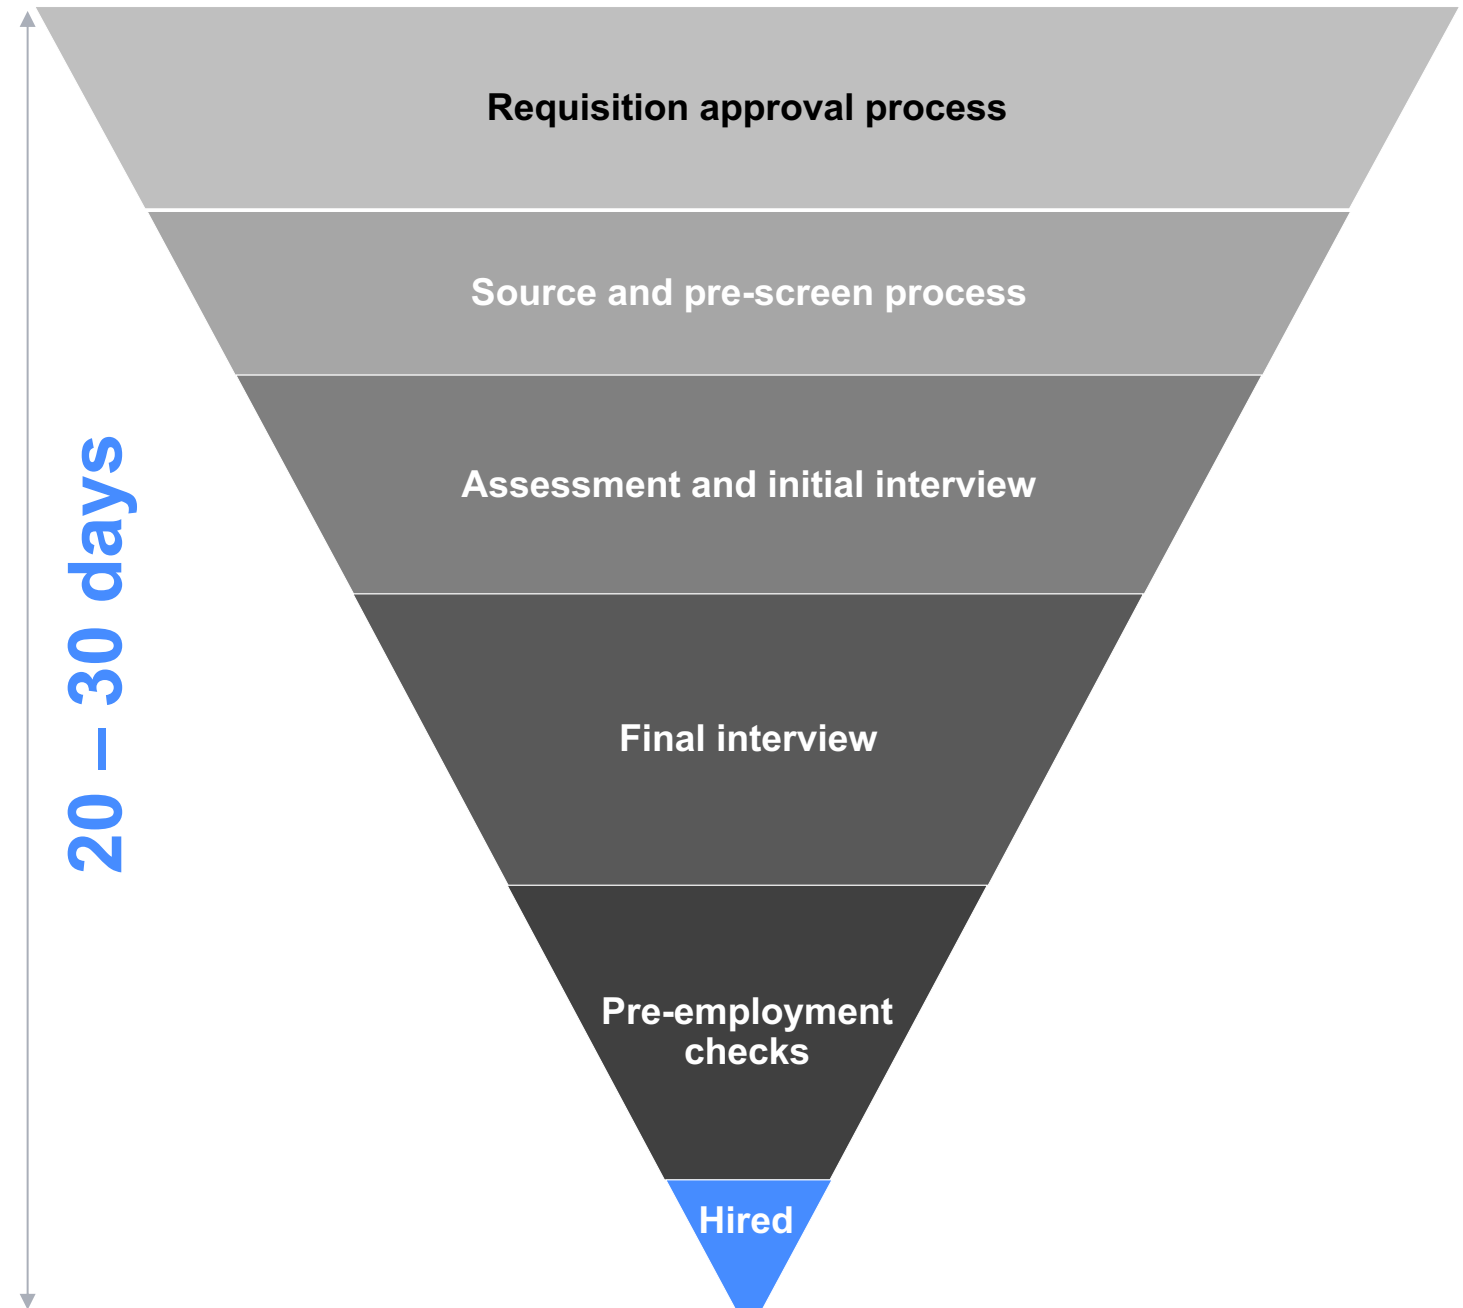 Requisition approval process
Source and pre-screen process
Assessment and initial interview
20 – 30 days
Final interview
Pre-employment
checks
Hired